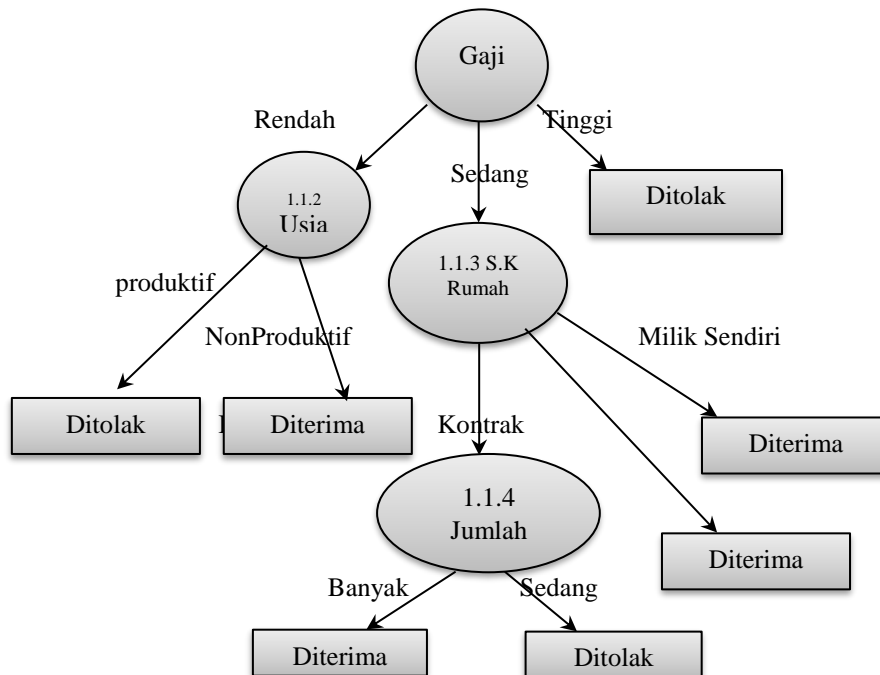 Gaji
Rendah
Tinggi
Sedang
1.1.2
Usia
Ditolak
1.1.3 S.K
Rumah
produktif
NonProduktif
Milik Sendiri
Ditolak
Diterima
Kontrak
Diterima
1.1.4
Jumlah
Diterima
Banyak
Sedang
Diterima
Ditolak